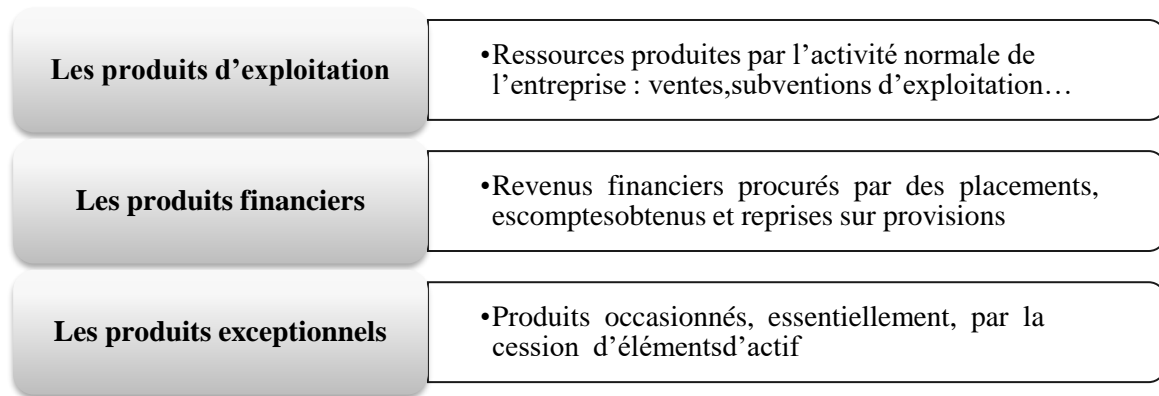 Les produits d’exploitation
•Ressources produites par l’activité normale de
l’entreprise : ventes,subventions d’exploitation…
Les produits financiers
•Revenus financiers procurés par des placements,
escomptesobtenus et reprises sur provisions
Les produits exceptionnels
•Produits occasionnés, essentiellement, par la
cession d’élémentsd’actif